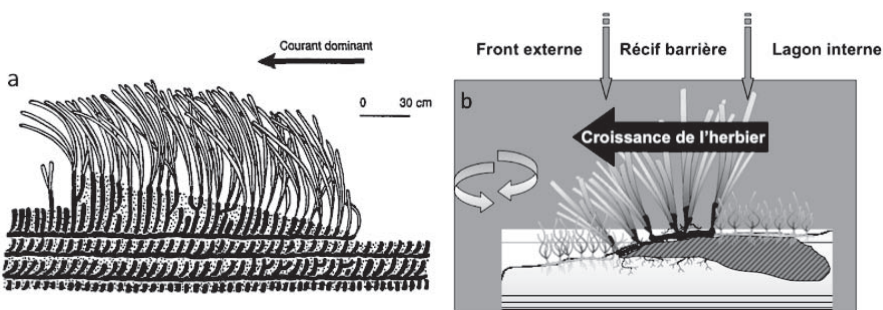 Courant dominant
a
0 30 cm
Front externe Récif barrière Lagon interne
b
Croissance de l'herbier